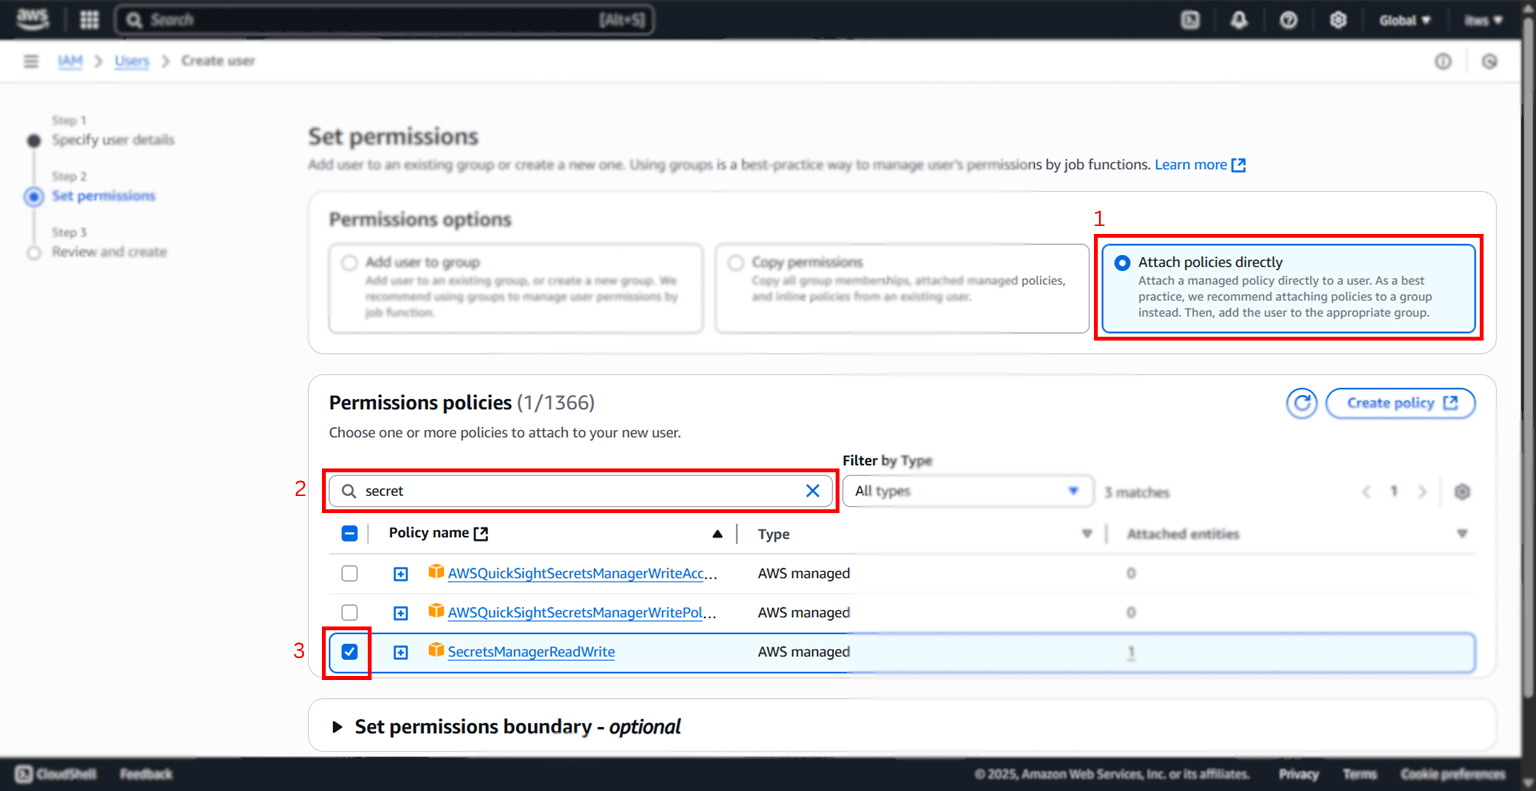 aws
Search [Alt+S] Global itws
IAM > Users > Create user
Step 1
Specify user details
Step 2
Set permissions
Step 3
Review and create
Set permissions
Add user to an existing group or create a new one. Using groups is a best-practice way to manage user's permissions by job functions. Learn more
Permissions options
1
Add user to group
Add user to an existing group, or create a new group. We
recommend using groups to manage user permissions by
job function.
Copy permissions
Copy all group memberships, attached managed policies,
and inline policies from an existing user.
Attach policies directly
Attach a managed policy directly to a user. As a best
practice, we recommend attaching policies to a group
instead. Then, add the user to the appropriate group.
Permissions policies (1/1366)
Create policy
Choose one or more policies to attach to your new user.
Filter by Type
2
secret
All types
3 matches
1
Policy name Type Attached entities
AWSQuickSightSecretsManagerWriteAcc... AWS managed 0
AWSQuickSightSecretsManagerWritePol... AWS managed 0
3 SecretsManagerReadWrite AWS managed 1
Set permissions boundary - optional
CloudShell Feedback © 2025, Amazon Web Services, Inc. or its affiliates. Privacy Terms Cookie preferences